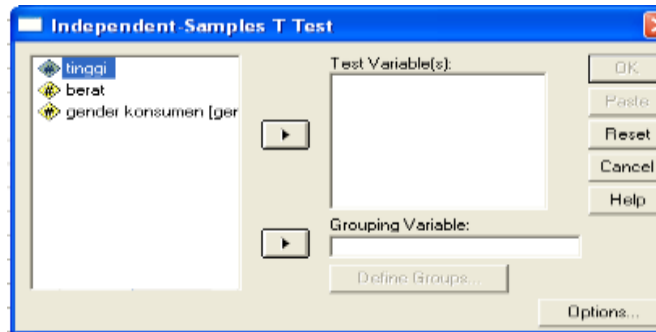 Independent-Samples T Test
tinggi
berat
gender konsumen [ger
Test Variable(s):
Grouping Variable:
Define Groups...
OK
Paste
Reset
Cancel
Help
Options...